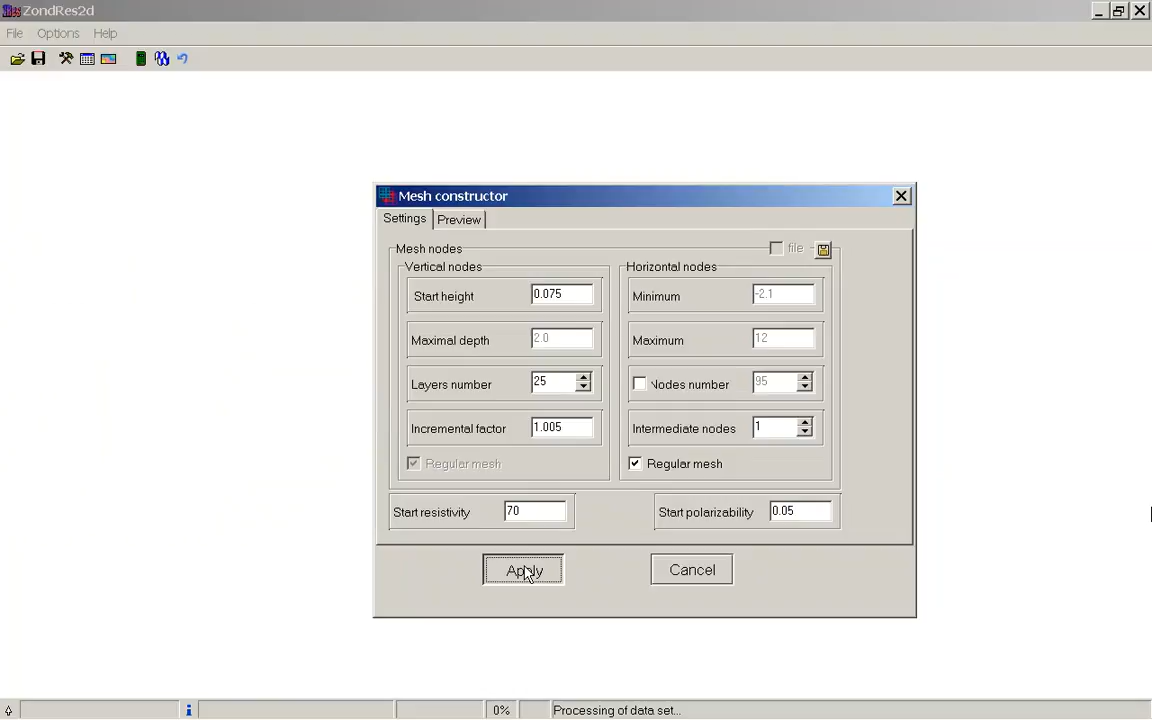 ZondRes2d
File Options Help
Mesh constructor
Settings Preview
Mesh nodes file
Vertical nodes Horizontal nodes
Start height 0.075 Minimum -2.1
Maximal depth 2.0 Maximum 12
Layers number 25 Nodes number 95
Incremental factor 1.005 Intermediate nodes 1
Regular mesh Regular mesh
Start resistivity 70 Start polarizability 0.05
Apply Cancel
0% Processing of data set...